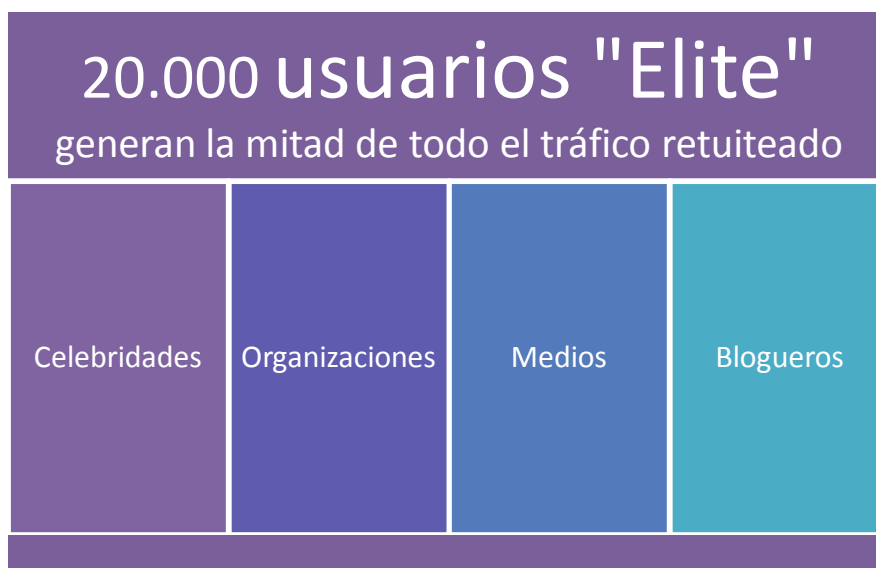 20.000 usuarios "Elite"
generan la mitad de todo el tráfico retuiteado
Celebridades
Organizaciones
Medios
Blogueros